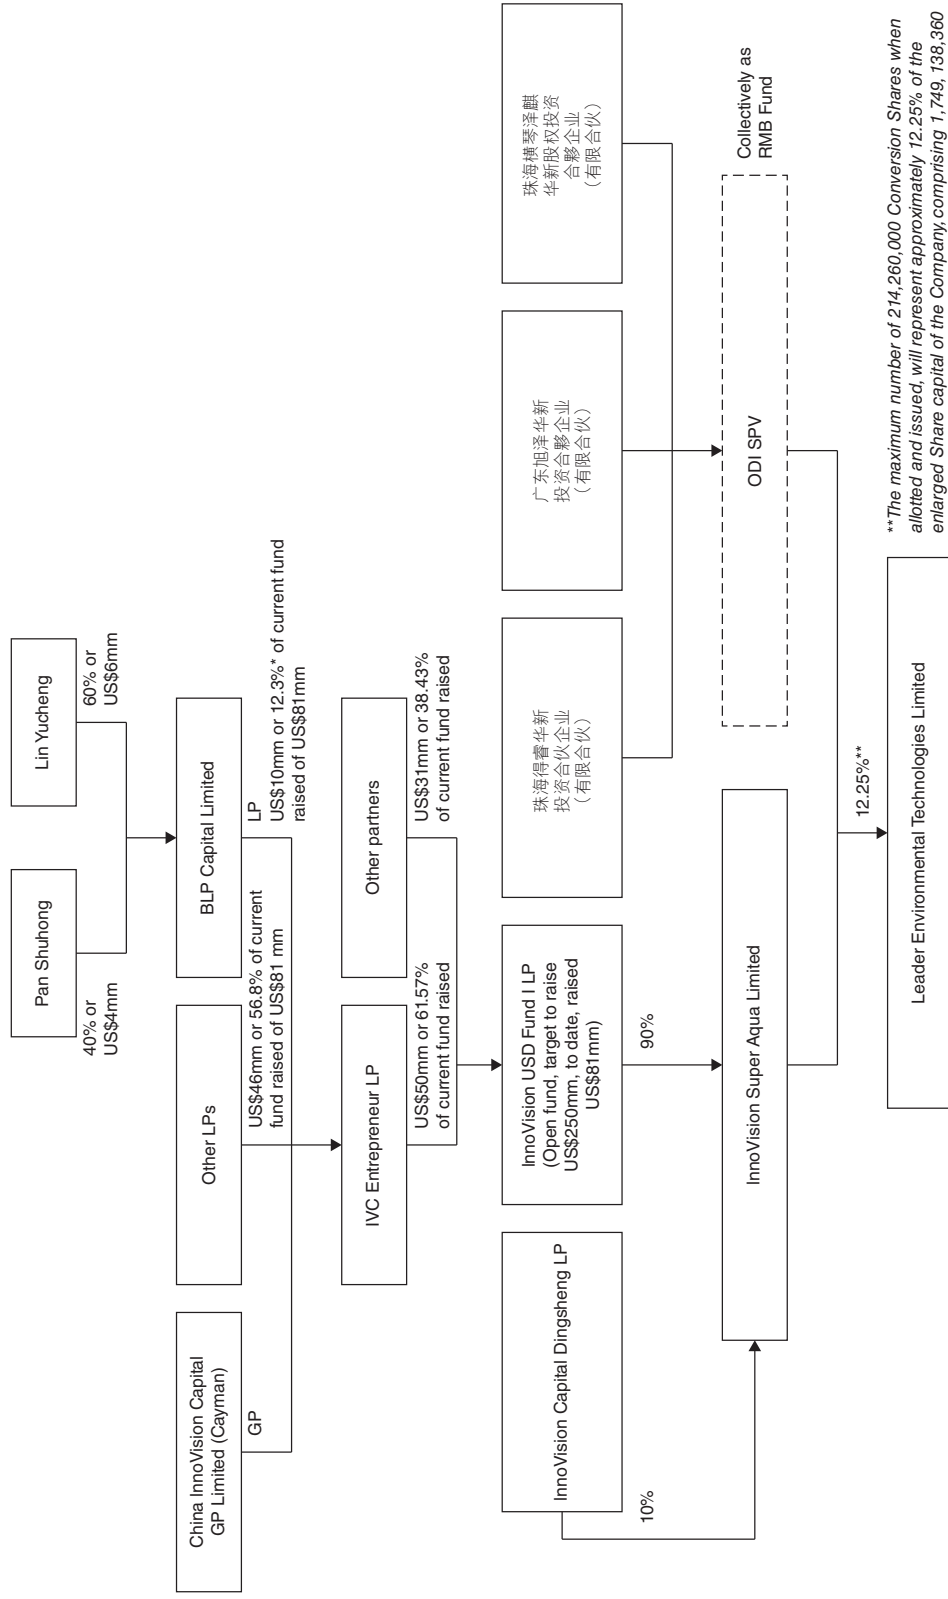 Pan Shuhong
Lin Yucheng
40% or
US$4mm
60% or
US$6mm
China InnoVision Capital
GP Limited (Cayman)
Other LPs
BLP Capital Limited
GP
US$46mm or 56.8% of current
fund raised of US$81 mm
LP
US$10mm or 12.3%* of current fund
raised of US$81mm
IVC Entrepreneur LP
Other partners
US$50mm or 61.57%
of current fund raised
US$31mm or 38.43%
of current fund raised
InnoVision Capital Dingsheng LP
InnoVision USD Fund I LP
(Open fund, target to raise
US$250mm, to date, raised
US$81mm)
珠海得睿华新
投资合伙企业
（有限合伙）
广东旭泽华新
投资合夥企业
（有限合伙）
珠海横琴泽麒
华新股权投资
合夥企业
（有限合伙）
10%
90%
InnoVision Super Aqua Limited
ODI SPV
Collectively as
RMB Fund
12.25%**
Leader Environmental Technologies Limited
**The maximum number of 214,260,000 Conversion Shares when
allotted and issued, will represent approximately 12.25% of the
enlarged Share capital of the Company, comprising 1,749,138,360